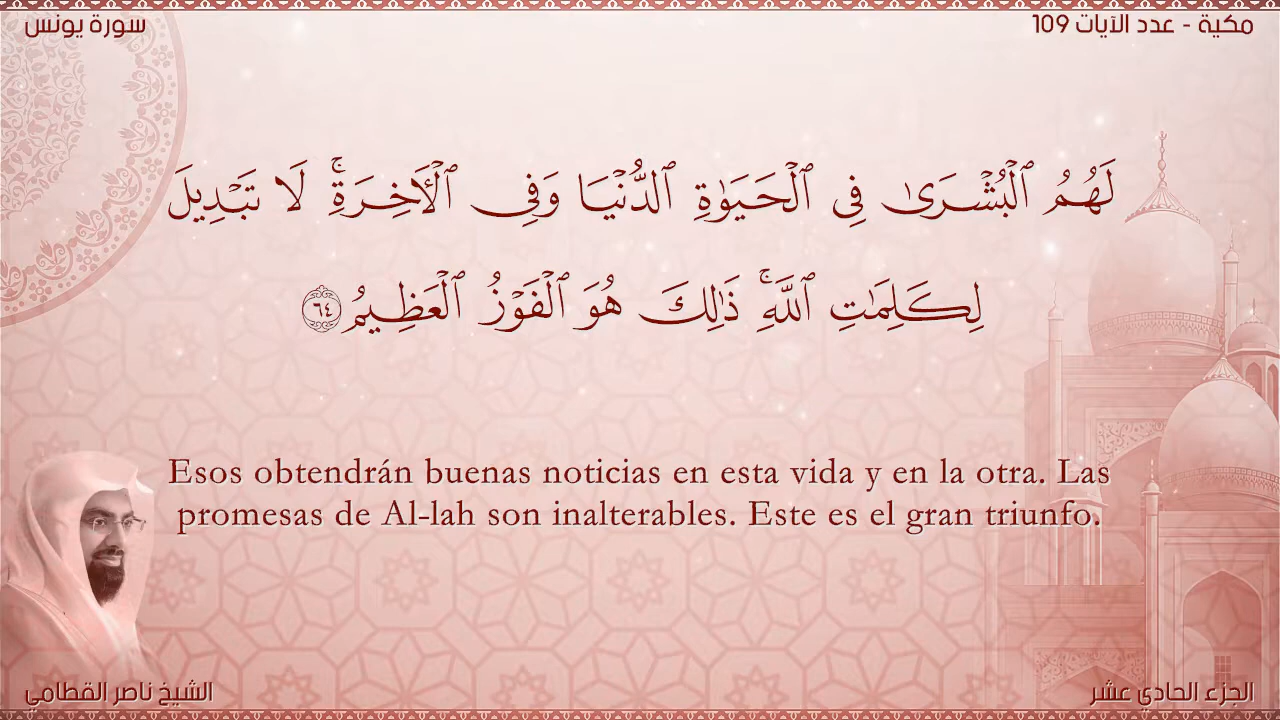 مكية - عدد الآيات 109
سورة يونس
لَهُمُ ٱلْبُشْرَىٰ فِى ٱلْحَيَوٰةِ ٱلدُّنْيَا وَفِى ٱلْـَٔاخِرَةِ ۚ لَا تَبْدِيلَ
لِكَلِمَـٰتِ ٱللَّهِ ۚ ذَٰلِكَ هُوَ ٱلْفَوْزُ ٱلْعَظِيمُ ٦٤
Esos obtendrán buenas noticias en esta vida y en la otra. Las
promesas de Al-lah son inalterables. Este es el gran triunfo.
الجزء الحادي عشر
الشيخ ناصر القطامي